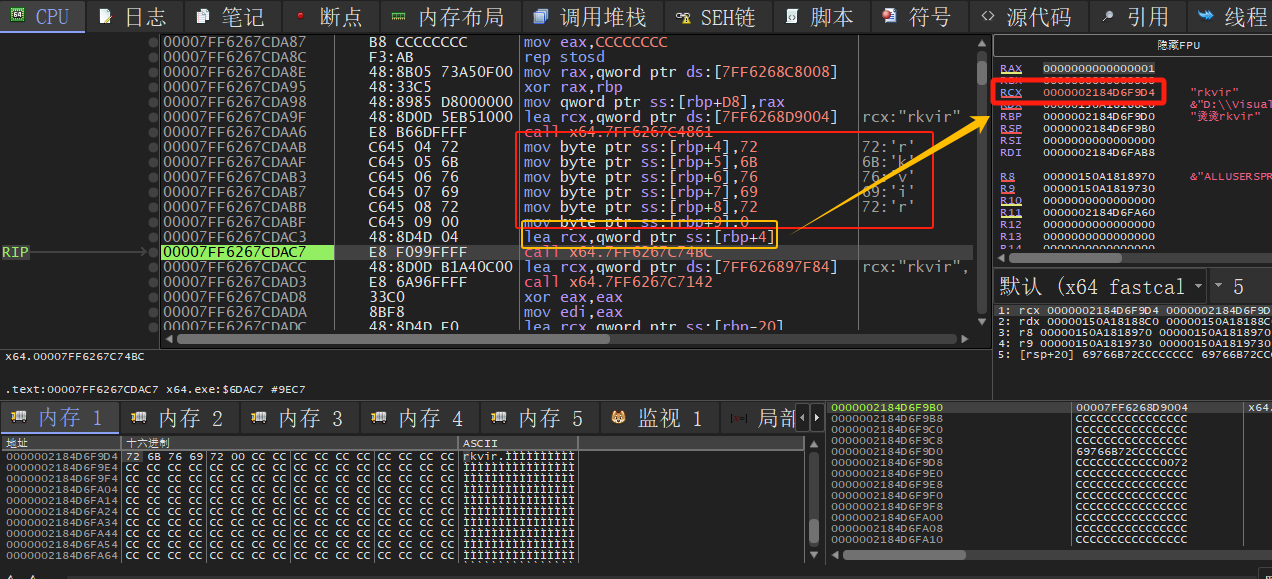 CPU 日志 笔记 断点 内存布局 调用堆栈 SEH链 脚本 符号 源代码 引用 线程
00007FF6267CDA87 B8 CCCCCCCC mov eax,CCCCCCCC
00007FF6267CDA8C F3:AB rep stosd
00007FF6267CDA8E 48:8B05 73A50F00 mov rax,qword ptr ds:[7FF6268C8008]
00007FF6267CDA95 48:33C5 xor rax,rbp
00007FF6267CDA98 48:8985 D8000000 mov qword ptr ss:[rbp+D8],rax
00007FF6267CDA9F 48:8D0D 5EB51000 lea rcx,qword ptr ds:[7FF6268D9004] rcx:"rkvir"
00007FF6267CDAA6 E8 B66DFFFF call x64.7FF6267C4861
00007FF6267CDAAB C645 04 72 mov byte ptr ss:[rbp+4],72 72:'r'
00007FF6267CDAAF C645 05 6B mov byte ptr ss:[rbp+5],6B 6B:'k'
00007FF6267CDAB3 C645 06 76 mov byte ptr ss:[rbp+6],76 76:'v'
00007FF6267CDAB7 C645 07 69 mov byte ptr ss:[rbp+7],69 69:'i'
00007FF6267CDABB C645 08 72 mov byte ptr ss:[rbp+8],72 72:'r'
00007FF6267CDABF C645 09 00 mov byte ptr ss:[rbp+9],0
00007FF6267CDAC3 48:8D4D 04 lea rcx,qword ptr ss:[rbp+4]
RIP 00007FF6267CDAC7 E8 F099FFFF call x64.7FF6267C74BC
00007FF6267CDACC 48:8D0D B1A40C00 lea rcx,qword ptr ds:[7FF626897F84] rcx:"rkvir",
00007FF6267CDAD3 E8 6A96FFFF call x64.7FF6267C7142
00007FF6267CDAD8 33C0 xor eax,eax
00007FF6267CDADA 8BF8 mov edi,eax
00007FF6267CDADC 48:8D4D E0 lea rcx,qword ptr ss:[rbp-20]
隐藏FPU
RAX 0000000000000001
RCX 0000002184D6F9D4 "rkvir"
RDX 00000150A18188C0 &"D:\\Visual
RBP 0000002184D6F9D0 "烫烫rkvir"
RSP 0000002184D6F9B0
RSI 0000000000000000
RDI 0000002184D6FAB8
R8 00000150A1818970 &"ALLUSERSPR
R9 00000150A1819730
R10 0000000000000000
R11 0000002184D6FA60
R12 0000000000000000
R13 0000000000000000
R14 0000000000000000
默认 (x64 fastcal 5
1: rcx 0000002184D6F9D4 0000002184D6F9D
2: rdx 00000150A18188C0 00000150A18188C
3: r8 00000150A1818970 00000150A1818970
4: r9 00000150A1819730 00000150A1819730
5: [rsp+20] 69766B72CCCCCCCC 69766B72CC
x64.00007FF6267C74BC
.text:00007FF6267CDAC7 x64.exe:$6DAC7 #9EC7
内存 1 内存 2 内存 3 内存 4 内存 5 监视 1 局部
地址 十六进制 ASCII
0000002184D6F9D4 72 6B 76 69 72 00 CC CC CC CC CC CC CC CC CC CC rkvir.ÌÌÌÌÌÌÌÌÌÌ
0000002184D6F9E4 CC CC CC CC CC CC CC CC CC CC CC CC CC CC CC CC ÌÌÌÌÌÌÌÌÌÌÌÌÌÌÌÌ
0000002184D6F9F4 CC CC CC CC CC CC CC CC CC CC CC CC CC CC CC CC ÌÌÌÌÌÌÌÌÌÌÌÌÌÌÌÌ
0000002184D6FA04 CC CC CC CC CC CC CC CC CC CC CC CC CC CC CC CC ÌÌÌÌÌÌÌÌÌÌÌÌÌÌÌÌ
0000002184D6FA14 CC CC CC CC CC CC CC CC CC CC CC CC CC CC CC CC ÌÌÌÌÌÌÌÌÌÌÌÌÌÌÌÌ
0000002184D6FA24 CC CC CC CC CC CC CC CC CC CC CC CC CC CC CC CC ÌÌÌÌÌÌÌÌÌÌÌÌÌÌÌÌ
0000002184D6FA34 CC CC CC CC CC CC CC CC CC CC CC CC CC CC CC CC ÌÌÌÌÌÌÌÌÌÌÌÌÌÌÌÌ
0000002184D6FA44 CC CC CC CC CC CC CC CC CC CC CC CC CC CC CC CC ÌÌÌÌÌÌÌÌÌÌÌÌÌÌÌÌ
0000002184D6FA54 CC CC CC CC CC CC CC CC CC CC CC CC CC CC CC CC ÌÌÌÌÌÌÌÌÌÌÌÌÌÌÌÌ
0000002184D6FA64 CC CC CC CC CC CC CC CC CC CC CC CC CC CC CC CC ÌÌÌÌÌÌÌÌÌÌÌÌÌÌÌÌ
0000002184D6F9B0 00007FF6268D9004 x64.
0000002184D6F9B8 CCCCCCCCCCCCCCCC
0000002184D6F9C0 CCCCCCCCCCCCCCCC
0000002184D6F9C8 CCCCCCCCCCCCCCCC
0000002184D6F9D0 69766B72CCCCCCCC
0000002184D6F9D8 CCCCCCCCCCCC0072
0000002184D6F9E0 CCCCCCCCCCCCCCCC
0000002184D6F9E8 CCCCCCCCCCCCCCCC
0000002184D6F9F0 CCCCCCCCCCCCCCCC
0000002184D6F9F8 CCCCCCCCCCCCCCCC
0000002184D6FA00 CCCCCCCCCCCCCCCC
0000002184D6FA08 CCCCCCCCCCCCCCCC
0000002184D6FA10 CCCCCCCCCCCCCCCC